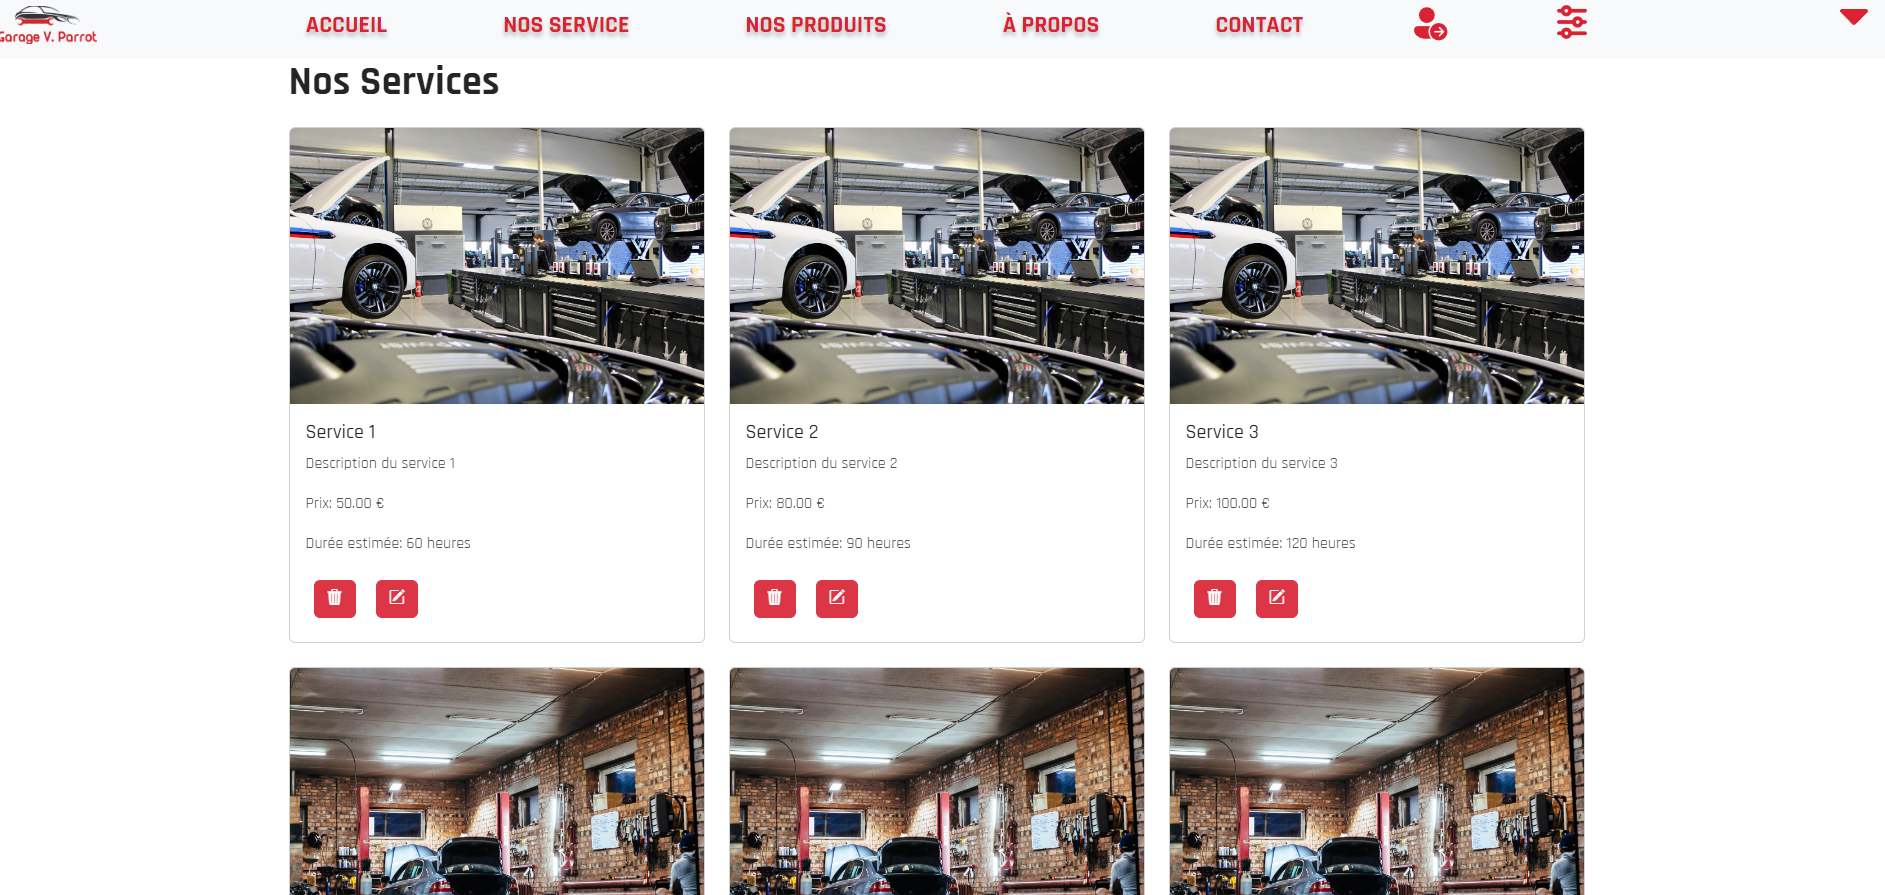 Garage V. Parrot
ACCUEIL NOS SERVICE NOS PRODUITS À PROPOS CONTACT
Nos Services
Service 1
Description du service 1
Prix: 50.00 €
Durée estimée: 60 heures
Service 2
Description du service 2
Prix: 80.00 €
Durée estimée: 90 heures
Service 3
Description du service 3
Prix: 100.00 €
Durée estimée: 120 heures